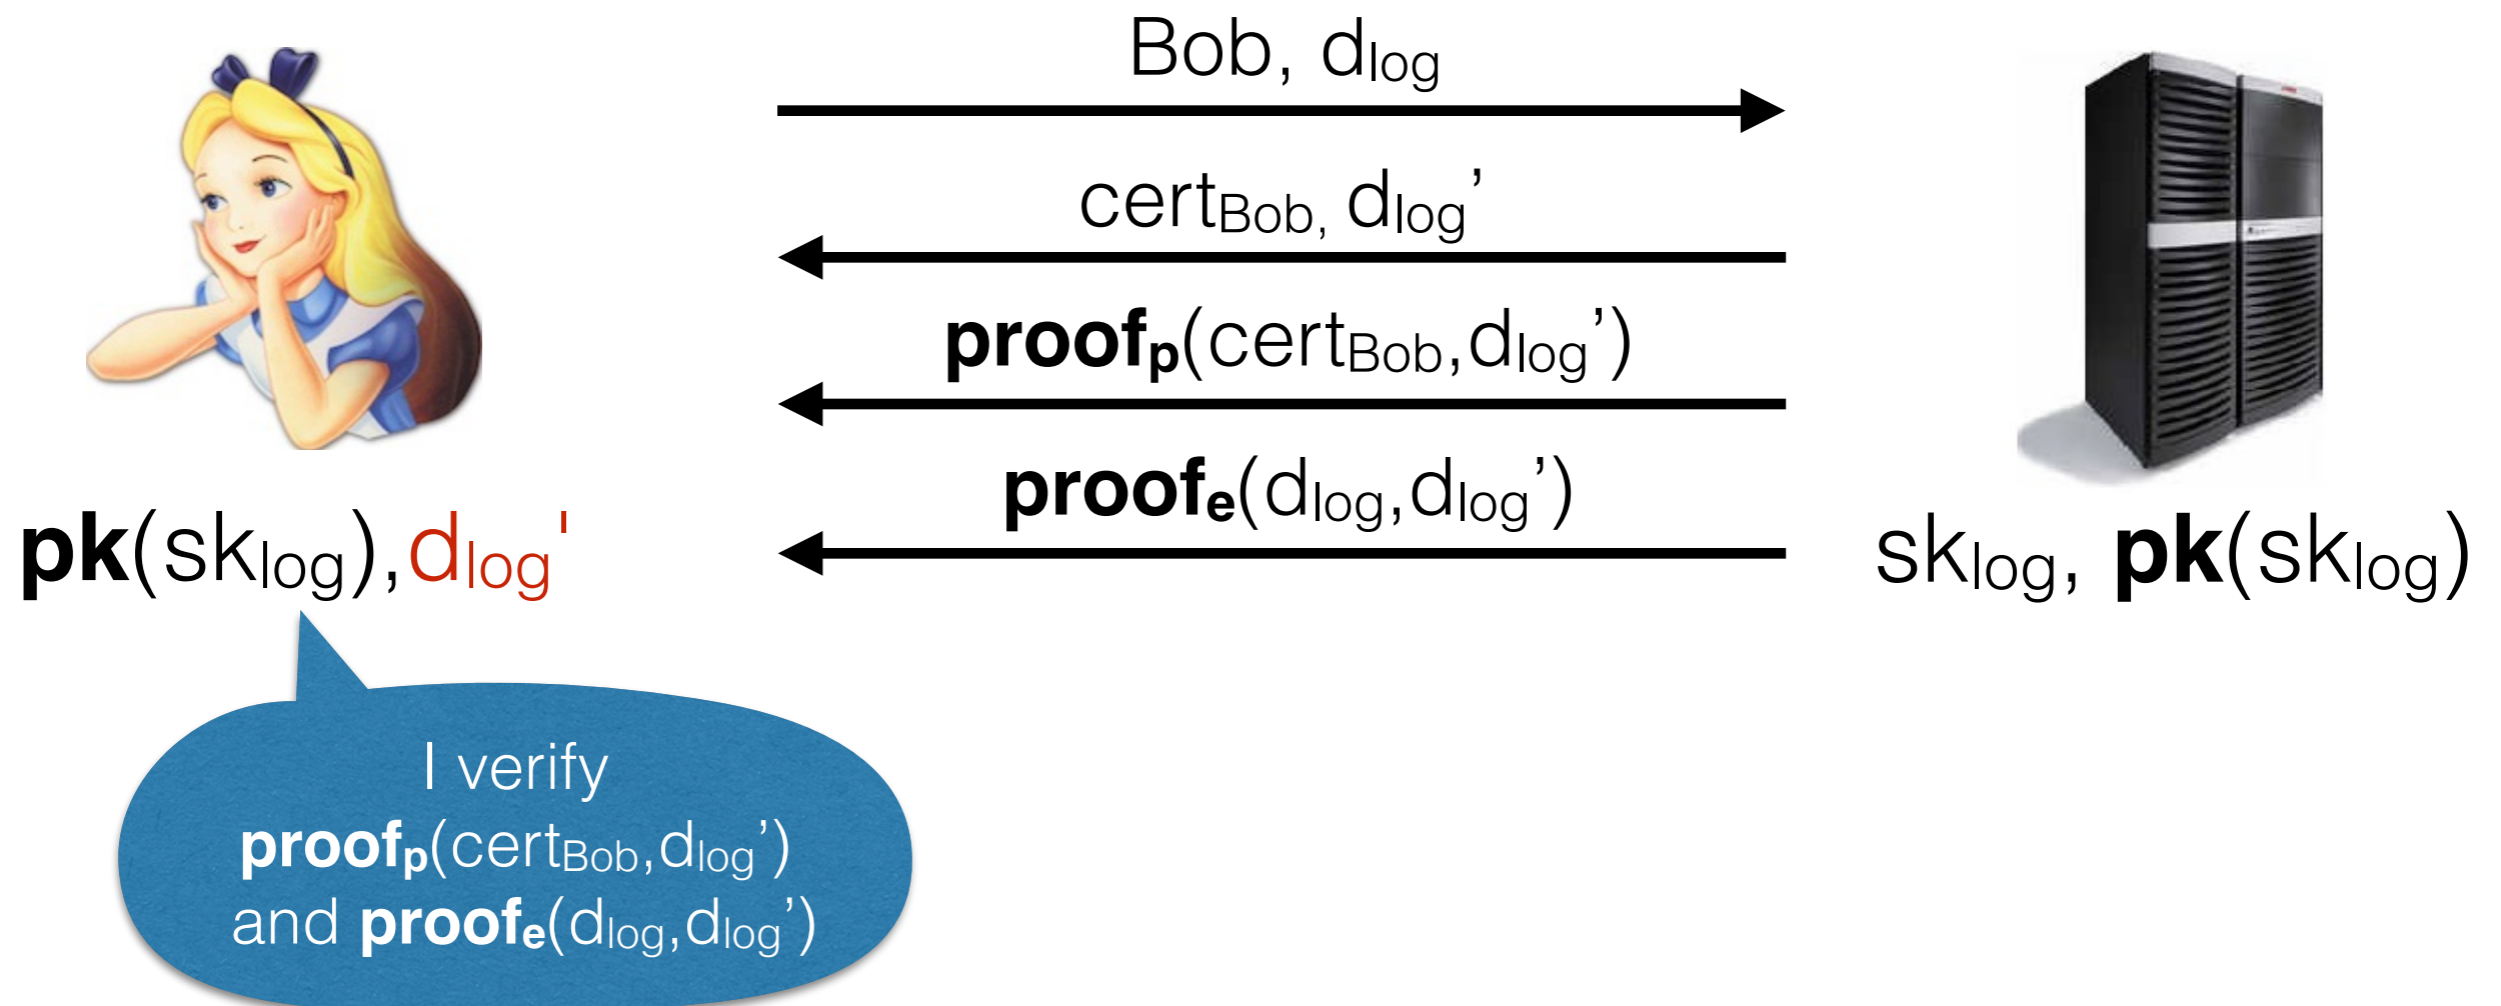 Bob, dlog
certBob, dlog’
proofp(certBob,dlog’)
proofe(dlog,dlog’)
pk(sklog),dlog'
sklog, pk(sklog)
I verify
proofp(certBob,dlog’)
and proofe(dlog,dlog’)